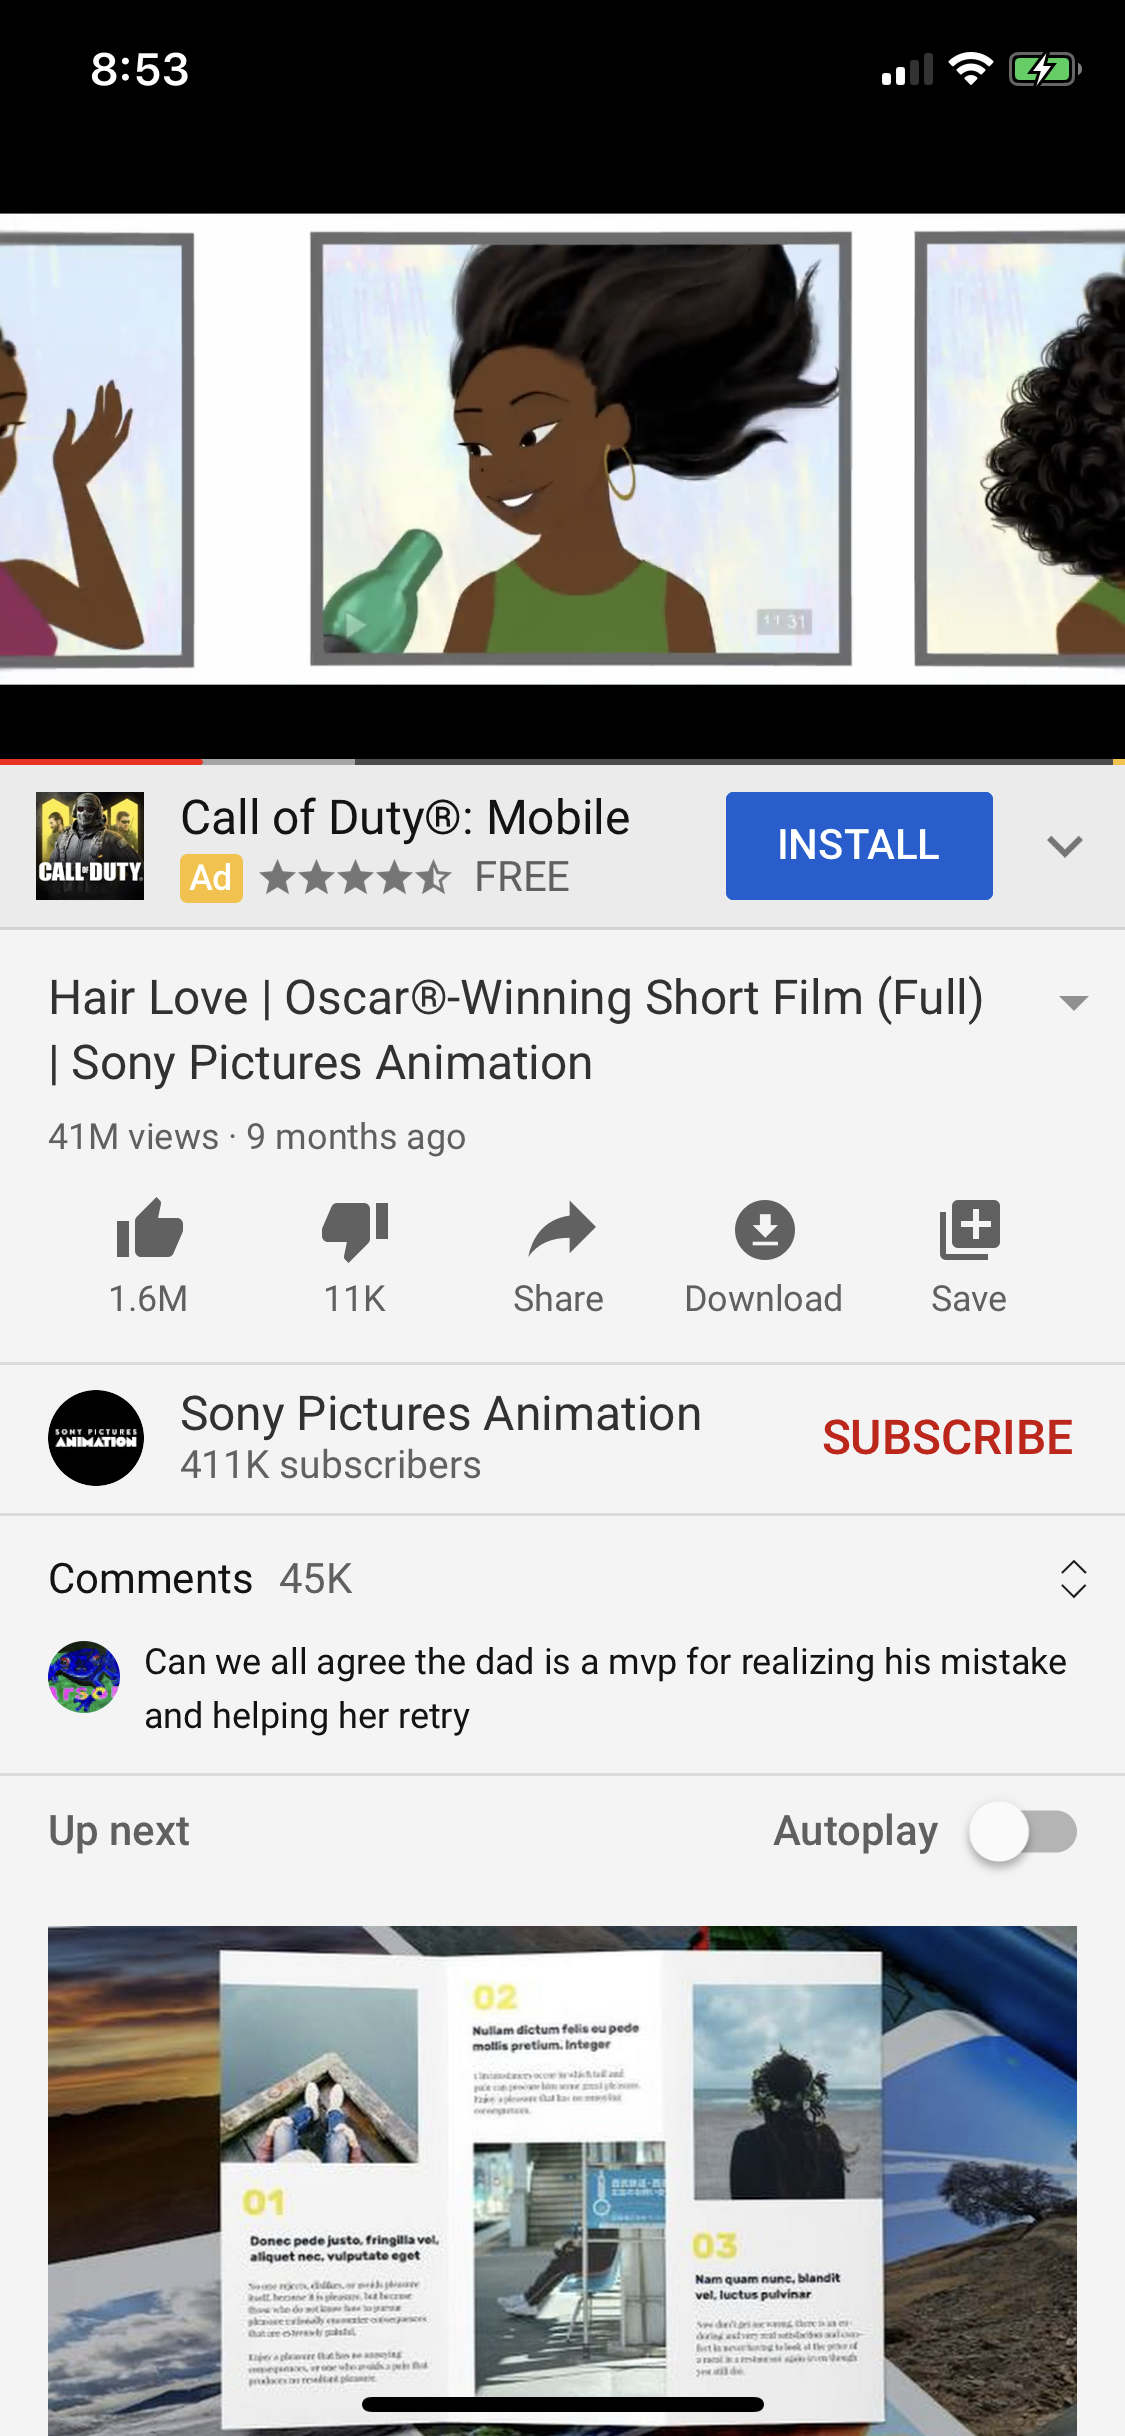 8:53
11 31
CALL OF DUTY
Call of Duty®: Mobile
Ad
FREE
INSTALL
Hair Love | Oscar®-Winning Short Film (Full)
| Sony Pictures Animation
41M views · 9 months ago
1.6M
11K
Share
Download
Save
SONY PICTURES
ANIMATION
Sony Pictures Animation
411K subscribers
SUBSCRIBE
Comments 45K
Can we all agree the dad is a mvp for realizing his mistake
and helping her retry
Up next
Autoplay
01
Donec pede justo, fringilla vel,
aliquet nec, vulputate eget
02
Nullam dictum felis eu pede
mollis pretium. Integer
03
Nam quam nunc, blandit
vel, luctus pulvinar